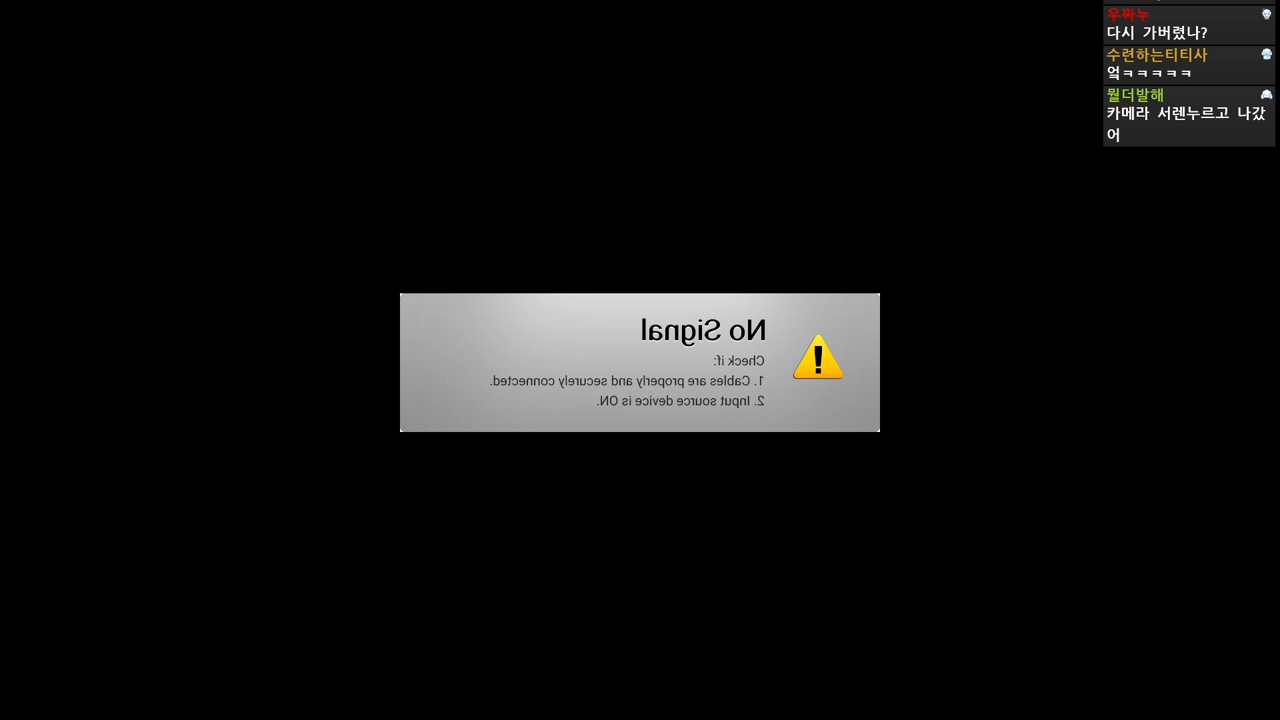 우짜누
다시 가버렸나?
수련하는티티사
엌ㅋㅋㅋㅋㅋ
뭘더발해
카메라 서렌누르고 나갔
어
No Signal
Check if:
1. Cables are properly and securely connected.
2. Input source device is ON.